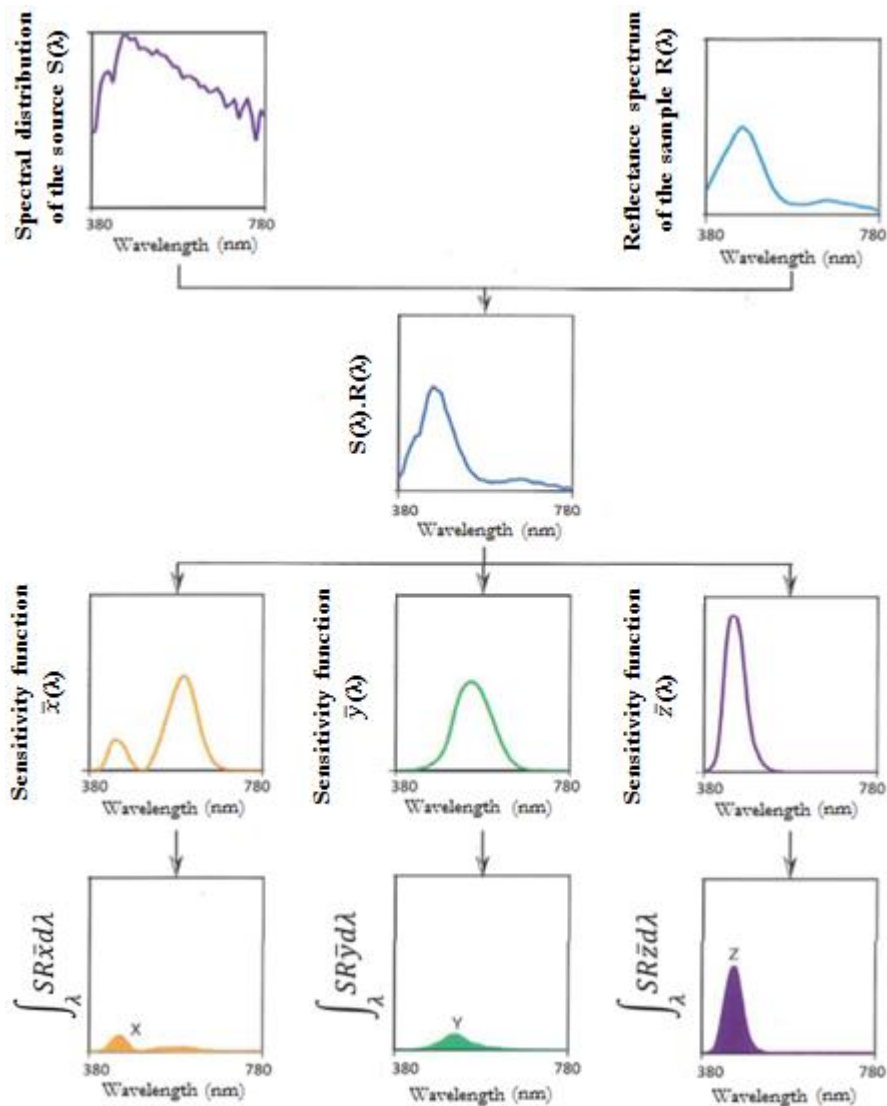 Spectral distribution
of the source S(λ)
380
780
Wavelength (nm)
Reflectance spectrum
of the sample R(λ)
380
780
Wavelength (nm)
S(λ).R(λ)
380
780
Wavelength (nm)
Sensitivity function
x̄(λ)
380
780
Wavelength (nm)
Sensitivity function
ȳ(λ)
380
780
Wavelength (nm)
Sensitivity function
z̄(λ)
380
780
Wavelength (nm)
∫λ SRx̄dλ
X
380
780
Wavelength (nm)
∫λ SRȳdλ
Y
380
780
Wavelength (nm)
∫λ SRz̄dλ
Z
380
780
Wavelength (nm)